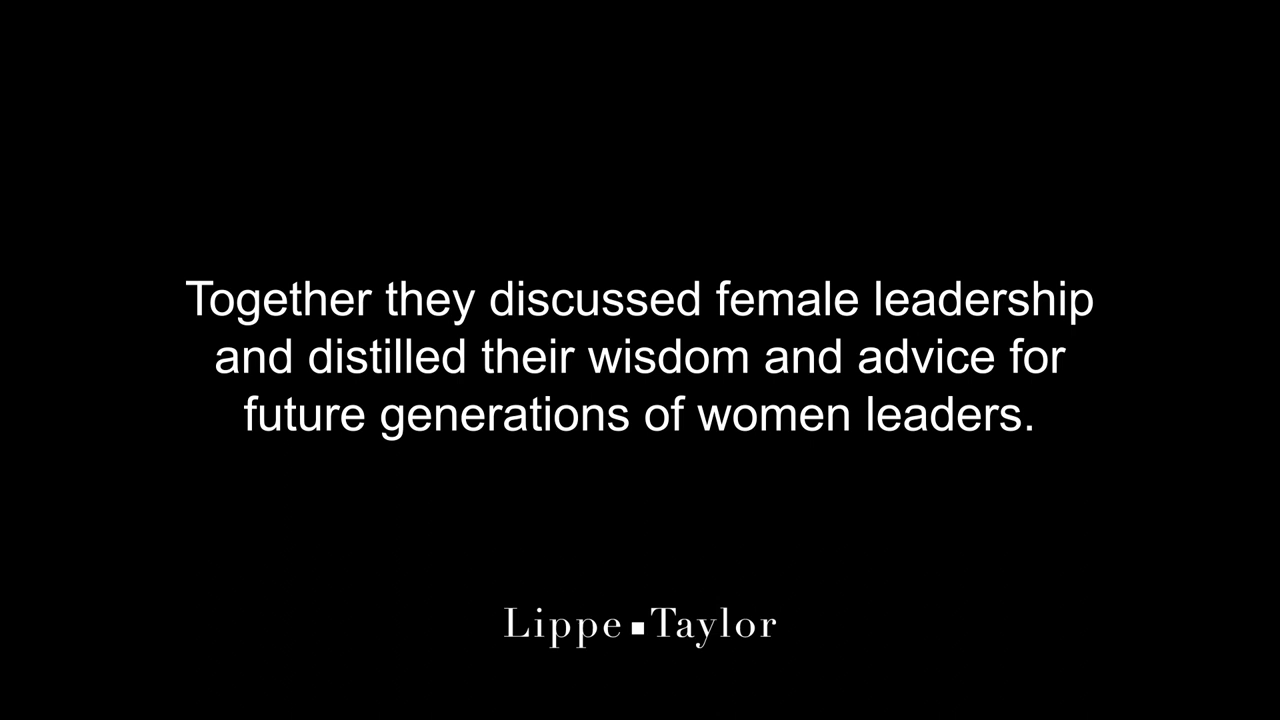 Together they discussed female leadership
and distilled their wisdom and advice for
future generations of women leaders.
Lippe■Taylor